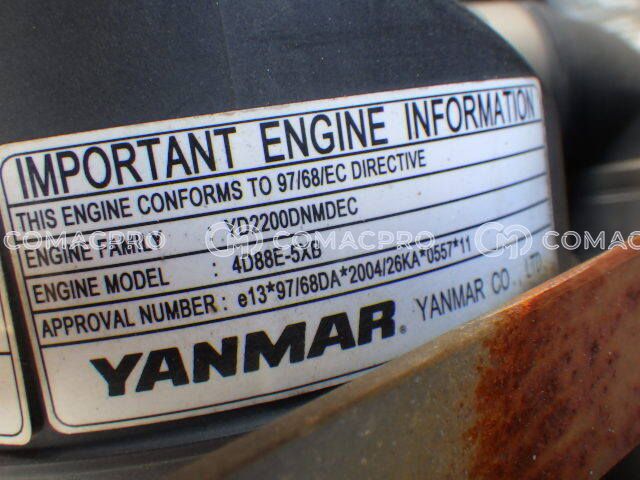 IMPORTANT ENGINE INFORMATION
THIS ENGINE CONFORMS TO 97/68/EC DIRECTIVE
ENGINE FAMILY : YD2200DNMDEC
ENGINE MODEL : 4D88E-5XB
APPROVAL NUMBER : e13*97/68DA*2004/26KA*0557*11
YANMAR® YANMAR CO., LTD.
COMACPRO COMACPRO COMACPRO